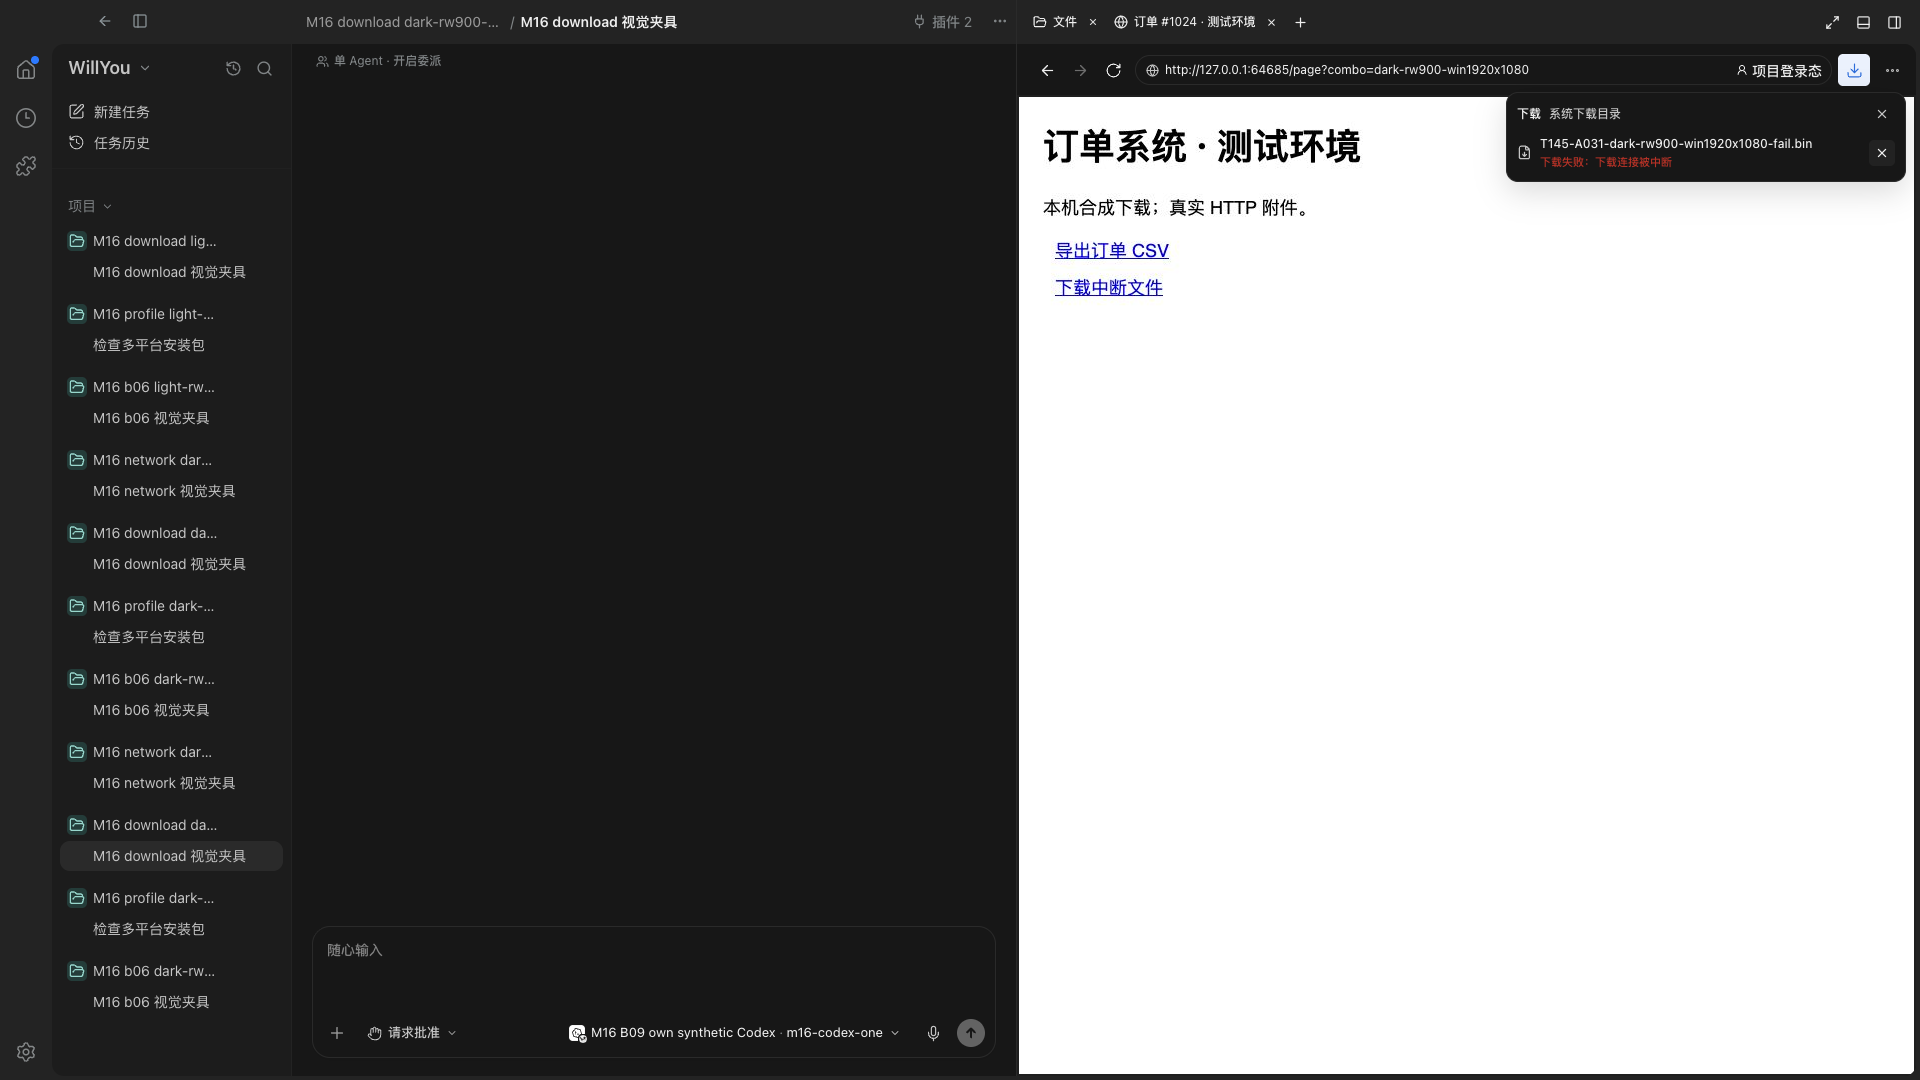 M16 download dark-rw900-... / M16 download 视觉夹具
插件 2
WillYou
新建任务
任务历史
项目
M16 download lig...
M16 download 视觉夹具
M16 profile light-...
检查多平台安装包
M16 b06 light-rw...
M16 b06 视觉夹具
M16 network dar...
M16 network 视觉夹具
M16 download da...
M16 download 视觉夹具
M16 profile dark-...
检查多平台安装包
M16 b06 dark-rw...
M16 b06 视觉夹具
M16 network dar...
M16 network 视觉夹具
M16 download da...
M16 download 视觉夹具
M16 profile dark-...
检查多平台安装包
M16 b06 dark-rw...
M16 b06 视觉夹具
单 Agent · 开启委派
随心输入
请求批准
M16 B09 own synthetic Codex · m16-codex-one
文件
订单 #1024 · 测试环境
http://127.0.0.1:64685/page?combo=dark-rw900-win1920x1080
项目登录态
下载 系统下载目录
T145-A031-dark-rw900-win1920x1080-fail.bin
下载失败：下载连接被中断
订单系统 · 测试环境
本机合成下载；真实 HTTP 附件。
导出订单 CSV
下载中断文件